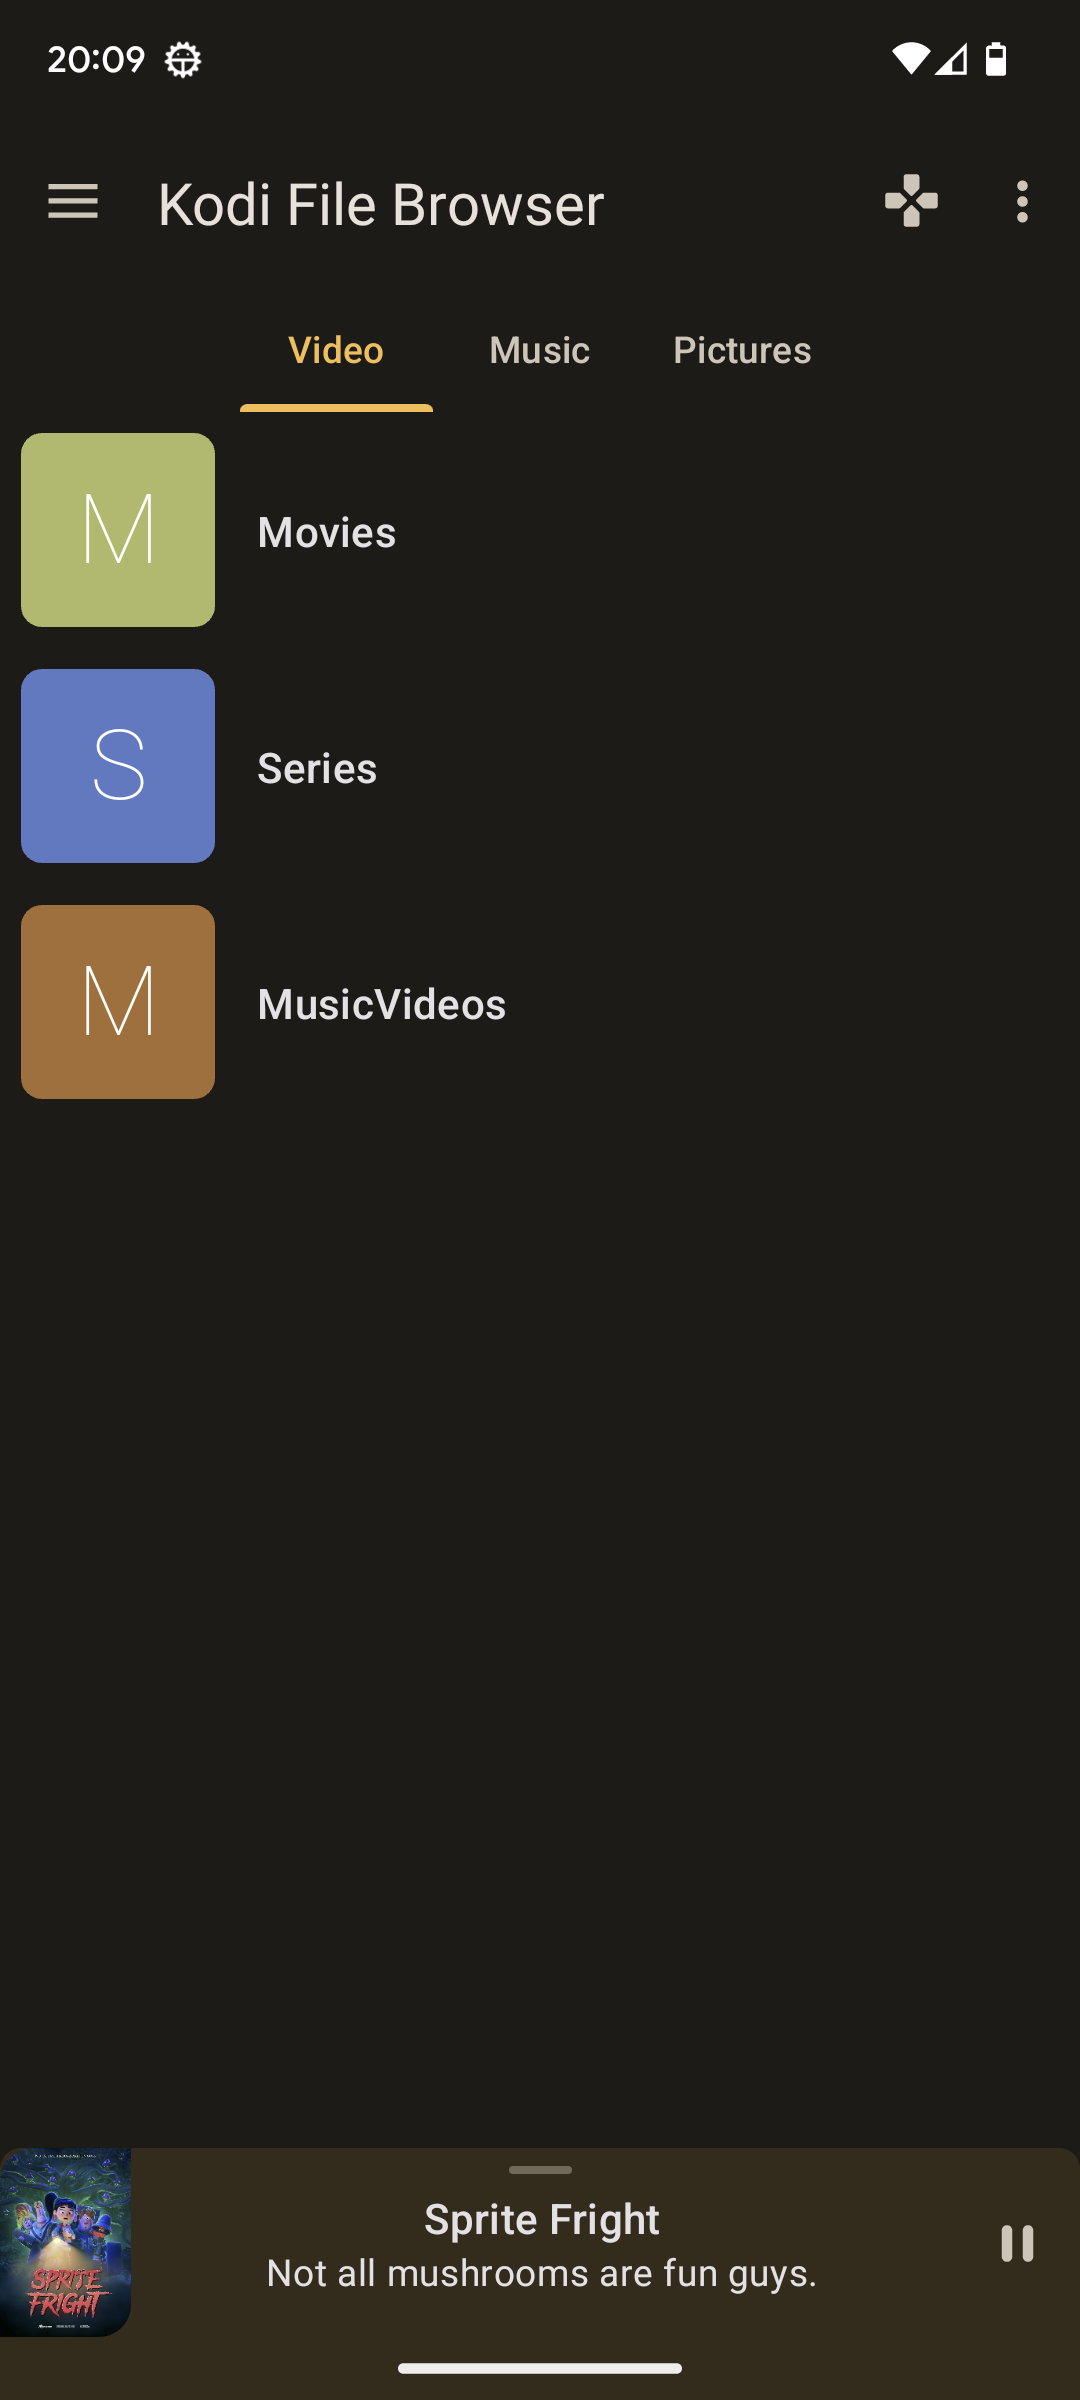 20:09
Kodi File Browser
Video Music Pictures
M
Movies
S
Series
M
MusicVideos
SPRITE
FRIGHT
Sprite Fright
Not all mushrooms are fun guys.